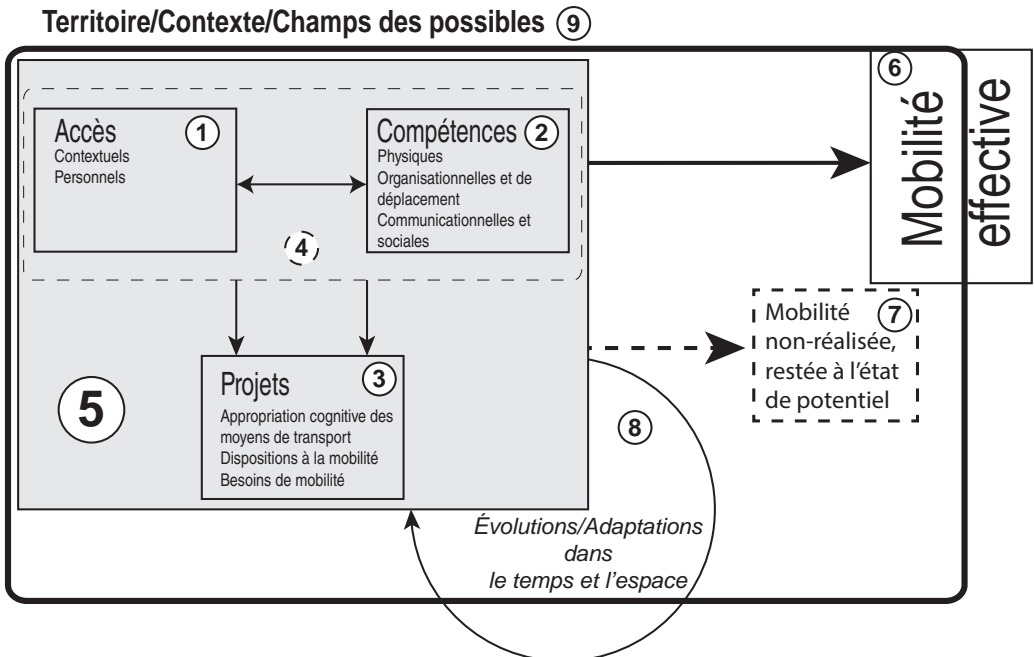 Territoire/Contexte/Champs des possibles 9
Accès 1
Contextuels
Personnels
Compétences 2
Physiques
Organisationnelles et de
déplacement
Communicationnelles et
sociales
4
Projets 3
Appropriation cognitive des
moyens de transport
Dispositions à la mobilité
Besoins de mobilité
5
6
Mobilité
effective
Mobilité 7
non-réalisée,
restée à l'état
de potentiel
8
Évolutions/Adaptations
dans
le temps et l'espace